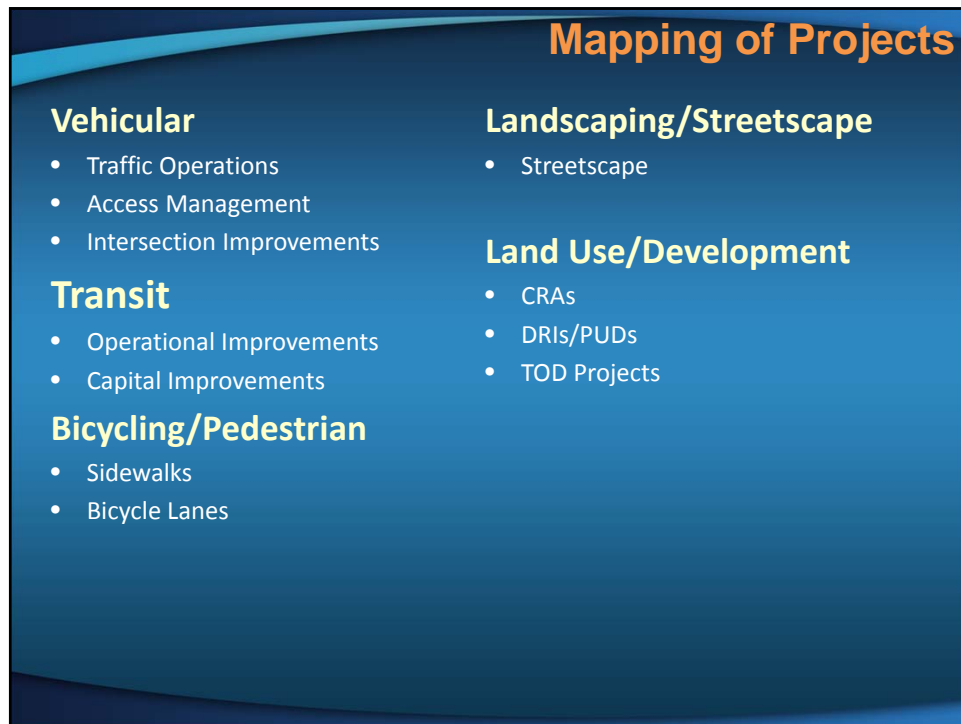 Mapping of Projects
Vehicular
• Traffic Operations
• Access Management
• Intersection Improvements
Transit
• Operational Improvements
• Capital Improvements
Bicycling/Pedestrian
• Sidewalks
• Bicycle Lanes
Landscaping/Streetscape
• Streetscape
Land Use/Development
• CRAs
• DRIs/PUDs
• TOD Projects